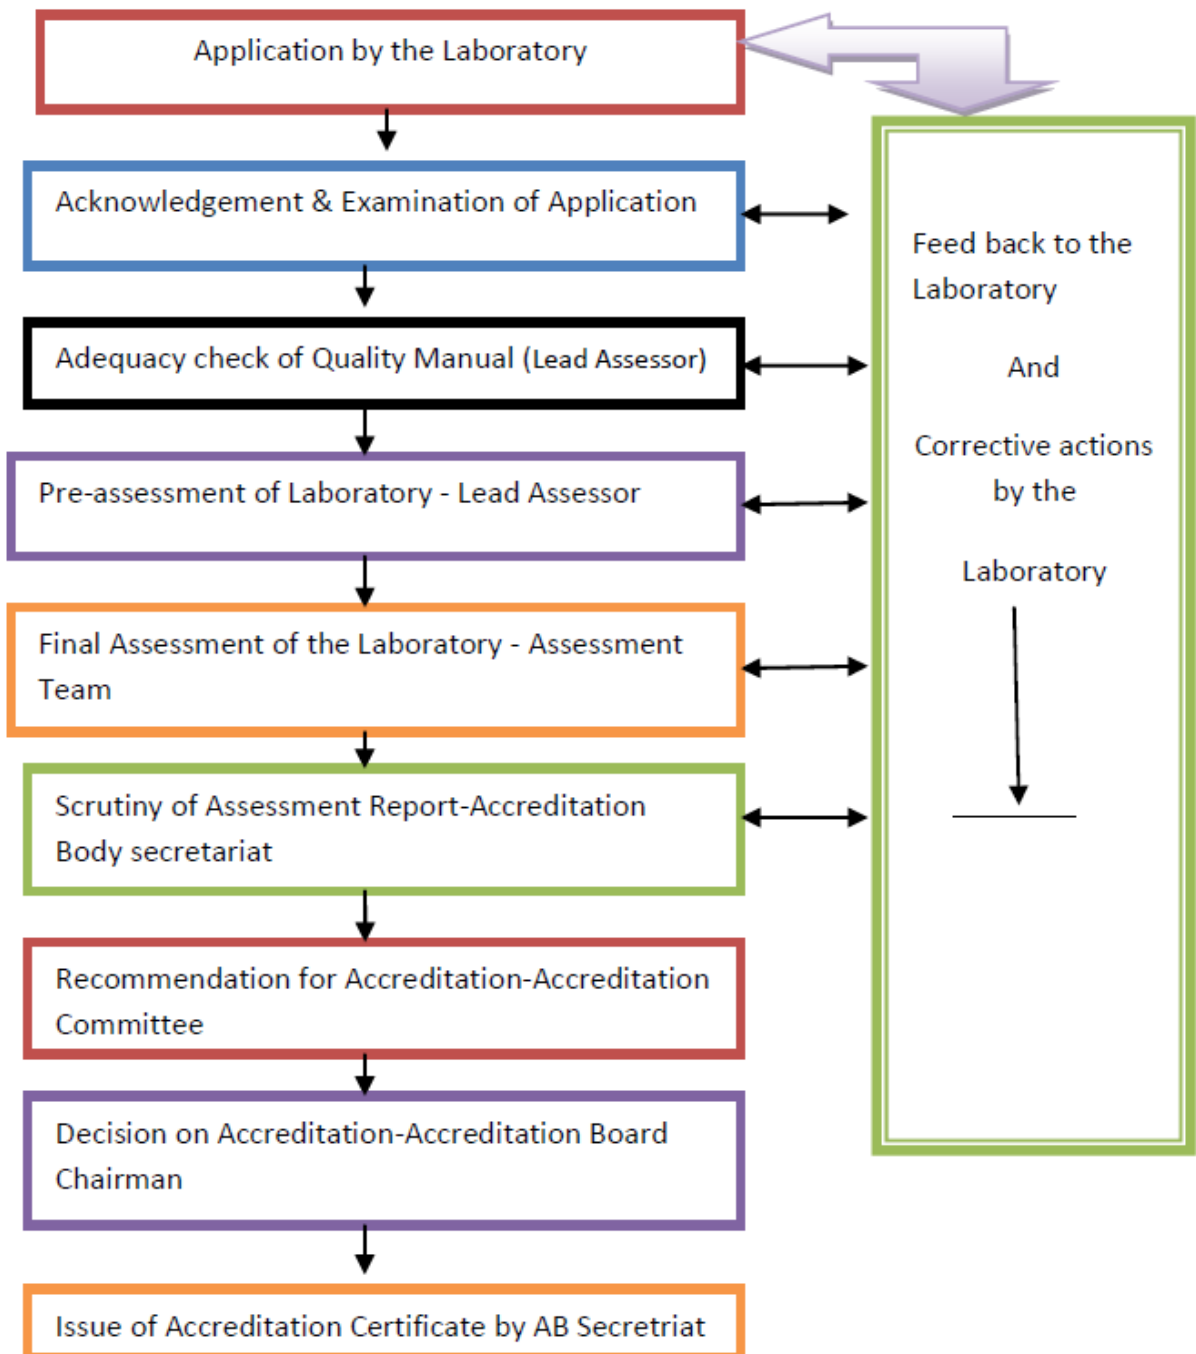 Application by the Laboratory
Acknowledgement & Examination of Application
Adequacy check of Quality Manual (Lead Assessor)
Pre-assessment of Laboratory - Lead Assessor
Final Assessment of the Laboratory - Assessment
Team
Scrutiny of Assessment Report-Accreditation
Body secretariat
Recommendation for Accreditation-Accreditation
Committee
Decision on Accreditation-Accreditation Board
Chairman
Issue of Accreditation Certificate by AB Secretriat
Feed back to the
Laboratory
And
Corrective actions
by the
Laboratory